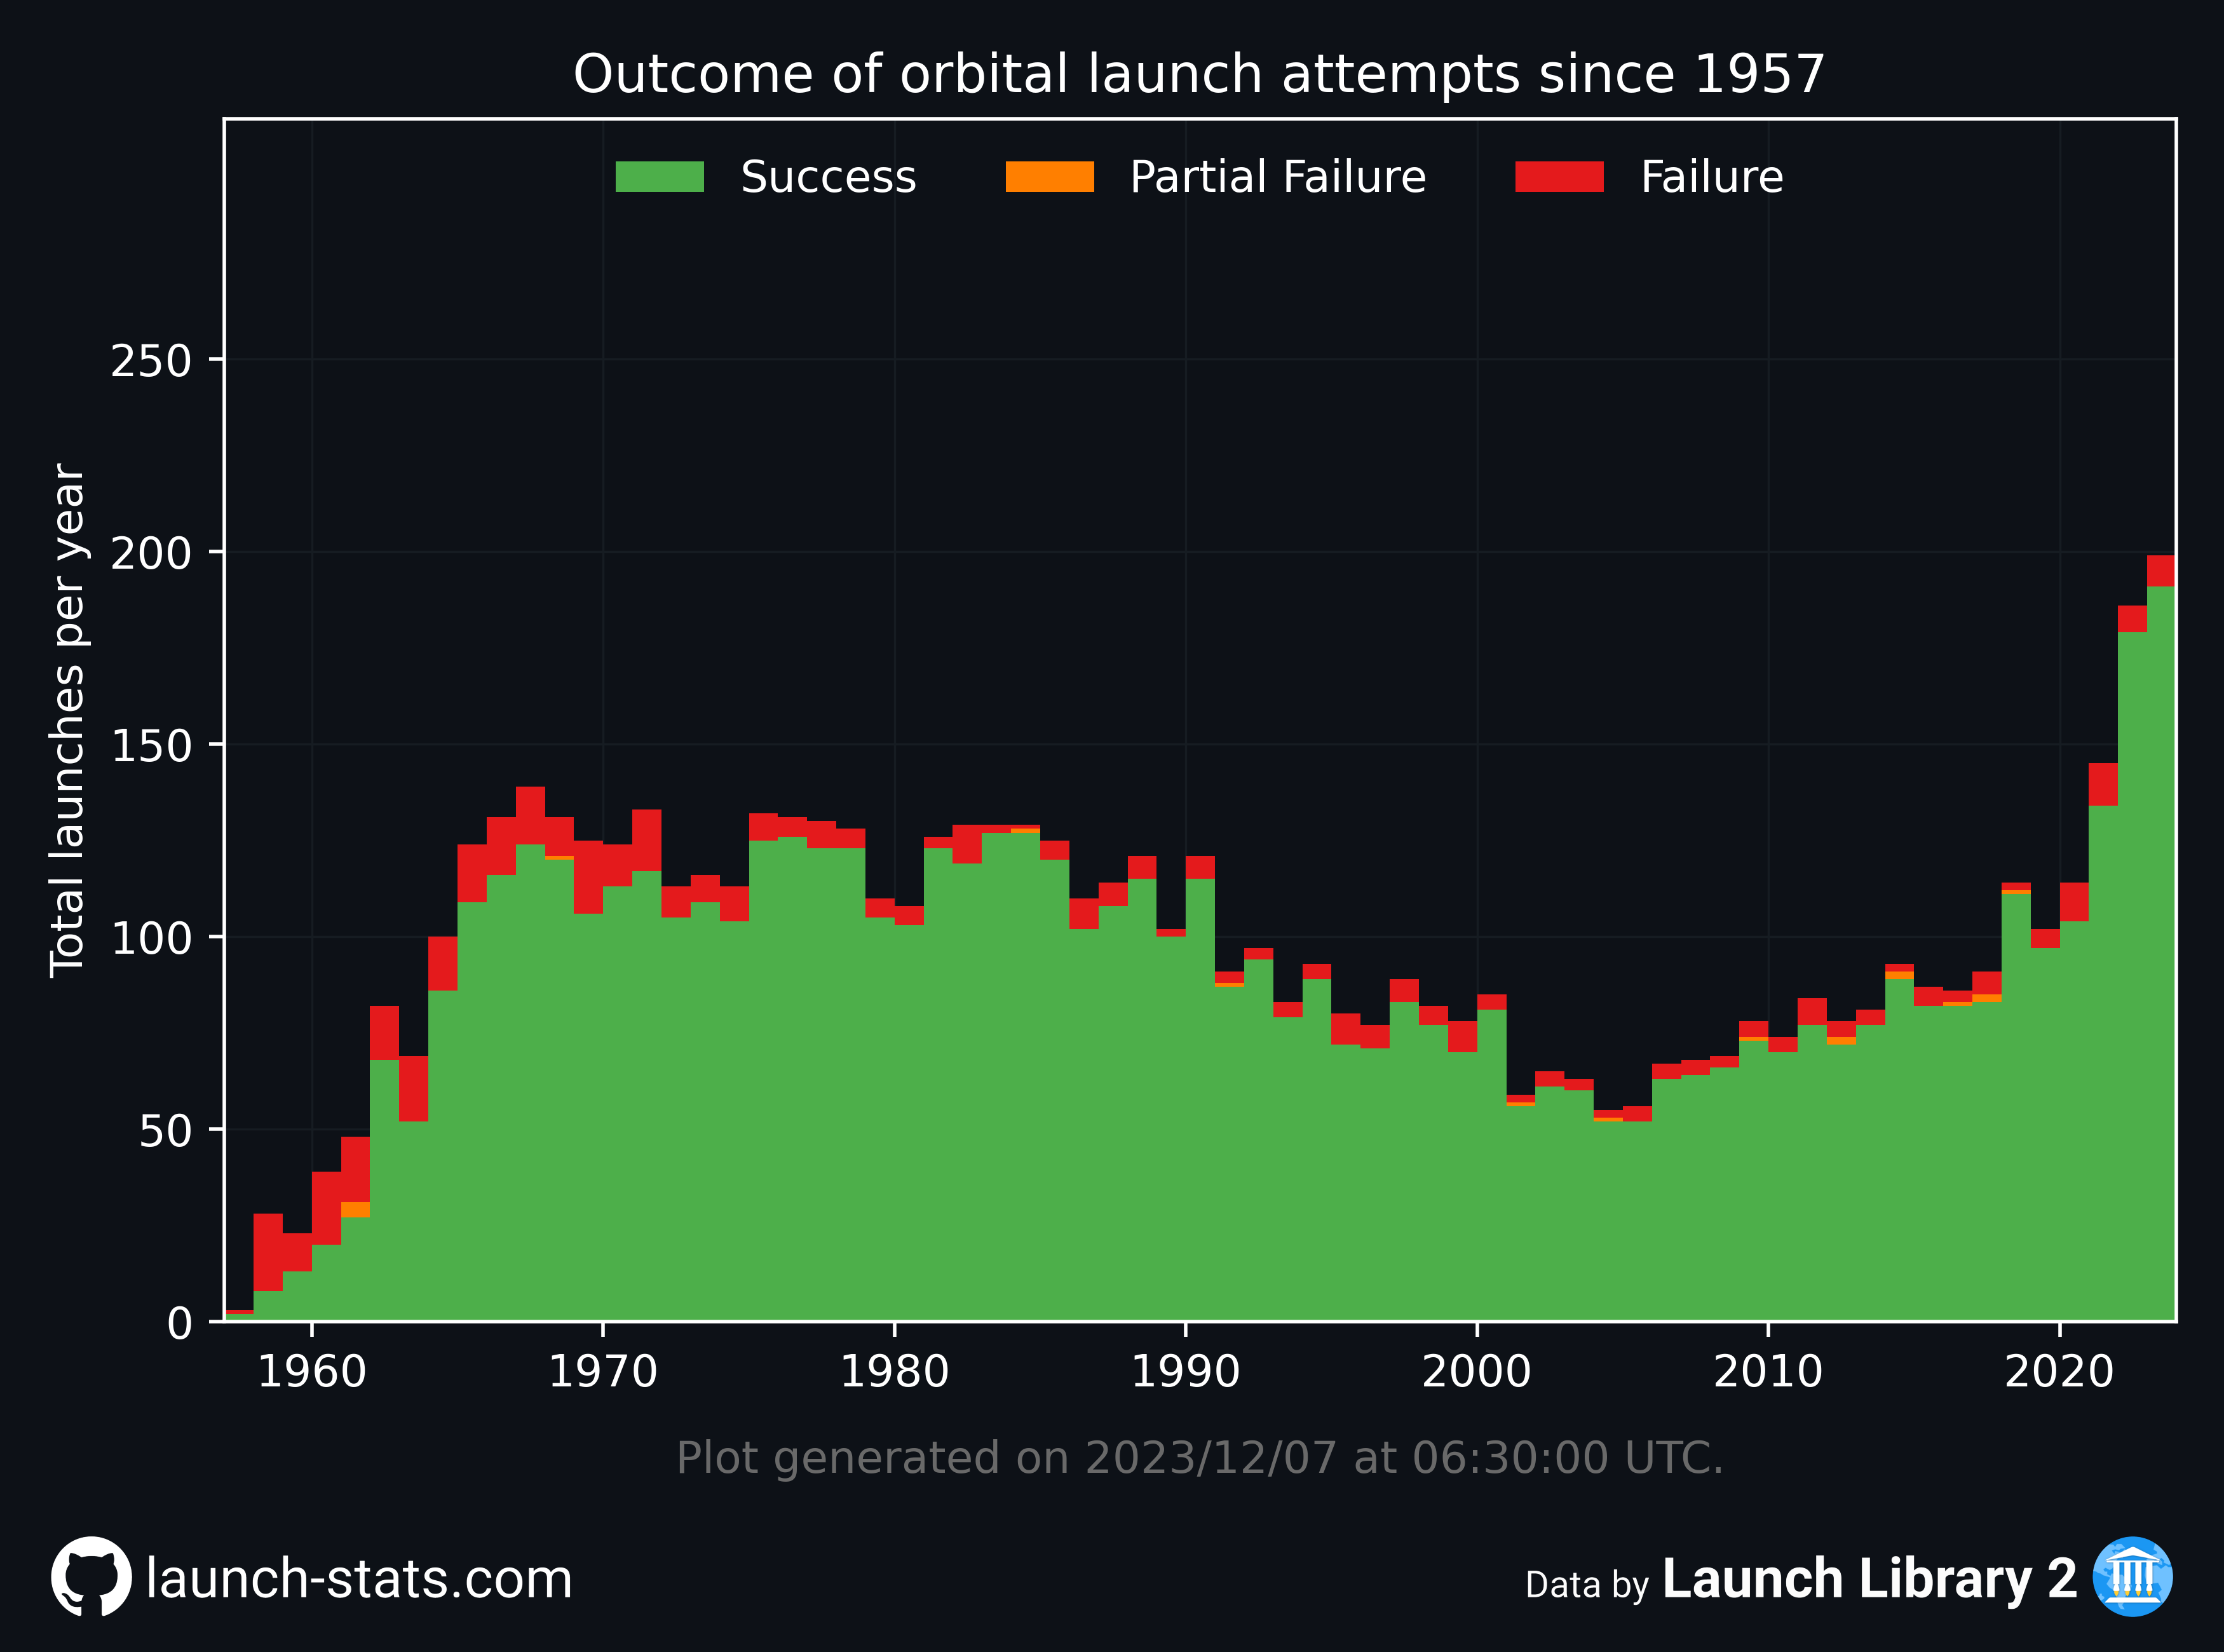 Outcome of orbital launch attempts since 1957
Success Partial Failure Failure
Total launches per year
250
200
150
100
50
0
1960 1970 1980 1990 2000 2010 2020
Plot generated on 2023/12/07 at 06:30:00 UTC.
launch-stats.com
Data by Launch Library 2